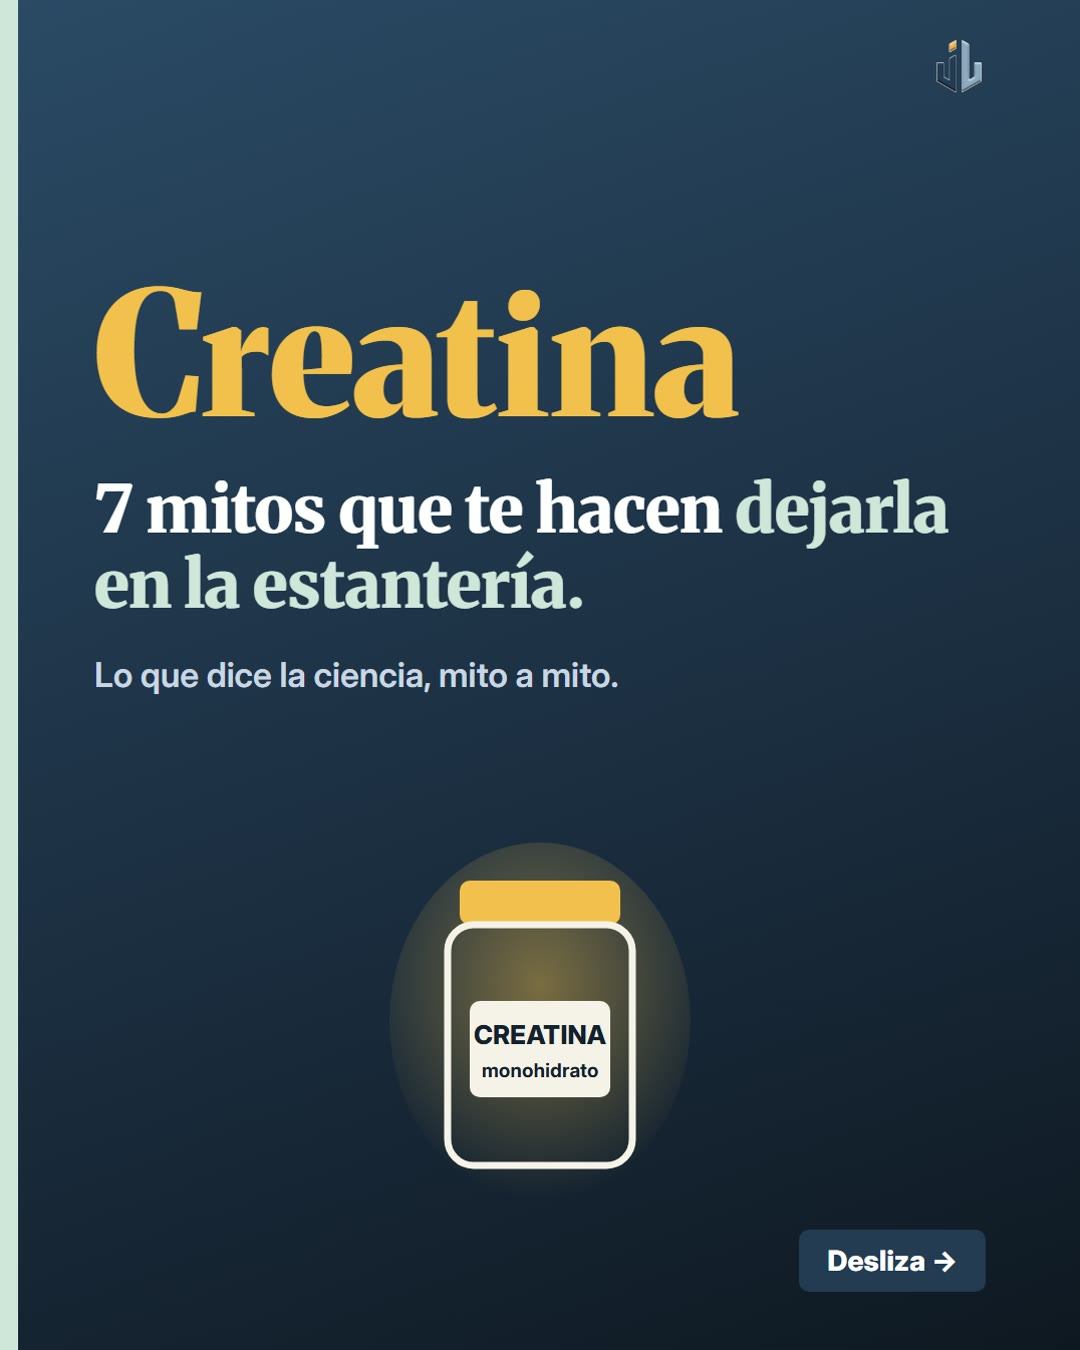 Creatina
7 mitos que te hacen dejarla
en la estantería.
Lo que dice la ciencia, mito a mito.
CREATINA
monohidrato
Desliza →